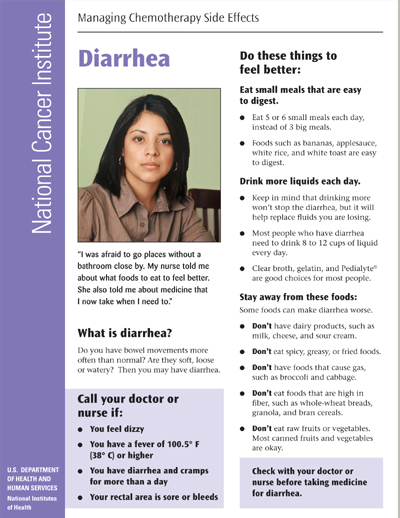 National Cancer Institute
Managing Chemotherapy Side Effects
Diarrhea
"I was afraid to go places without a
bathroom close by. My nurse told me
about what foods to eat to feel better.
She also told me about medicine that
I now take when I need to."
What is diarrhea?
Do you have bowel movements more
often than normal? Are they soft, loose
or watery? Then you may have diarrhea.
Call your doctor or
nurse if:
● You feel dizzy
● You have a fever of 100.5° F
(38° C) or higher
● You have diarrhea and cramps
for more than a day
● Your rectal area is sore or bleeds
Do these things to
feel better:
Eat small meals that are easy
to digest.
● Eat 5 or 6 small meals each day,
instead of 3 big meals.
● Foods such as bananas, applesauce,
white rice, and white toast are easy
to digest.
Drink more liquids each day.
● Keep in mind that drinking more
won't stop the diarrhea, but it will
help replace fluids you are losing.
● Most people who have diarrhea
need to drink 8 to 12 cups of liquid
every day.
● Clear broth, gelatin, and Pedialyte®
are good choices for most people.
Stay away from these foods:
Some foods can make diarrhea worse.
● Don't have dairy products, such as
milk, cheese, and sour cream.
● Don't eat spicy, greasy, or fried foods.
● Don't have foods that cause gas,
such as broccoli and cabbage.
● Don't eat foods that are high in
fiber, such as whole-wheat breads,
granola, and bran cereals.
● Don't eat raw fruits or vegetables.
Most canned fruits and vegetables
are okay.
Check with your doctor or
nurse before taking medicine
for diarrhea.
U.S. DEPARTMENT
OF HEALTH AND
HUMAN SERVICES
National Institutes
of Health